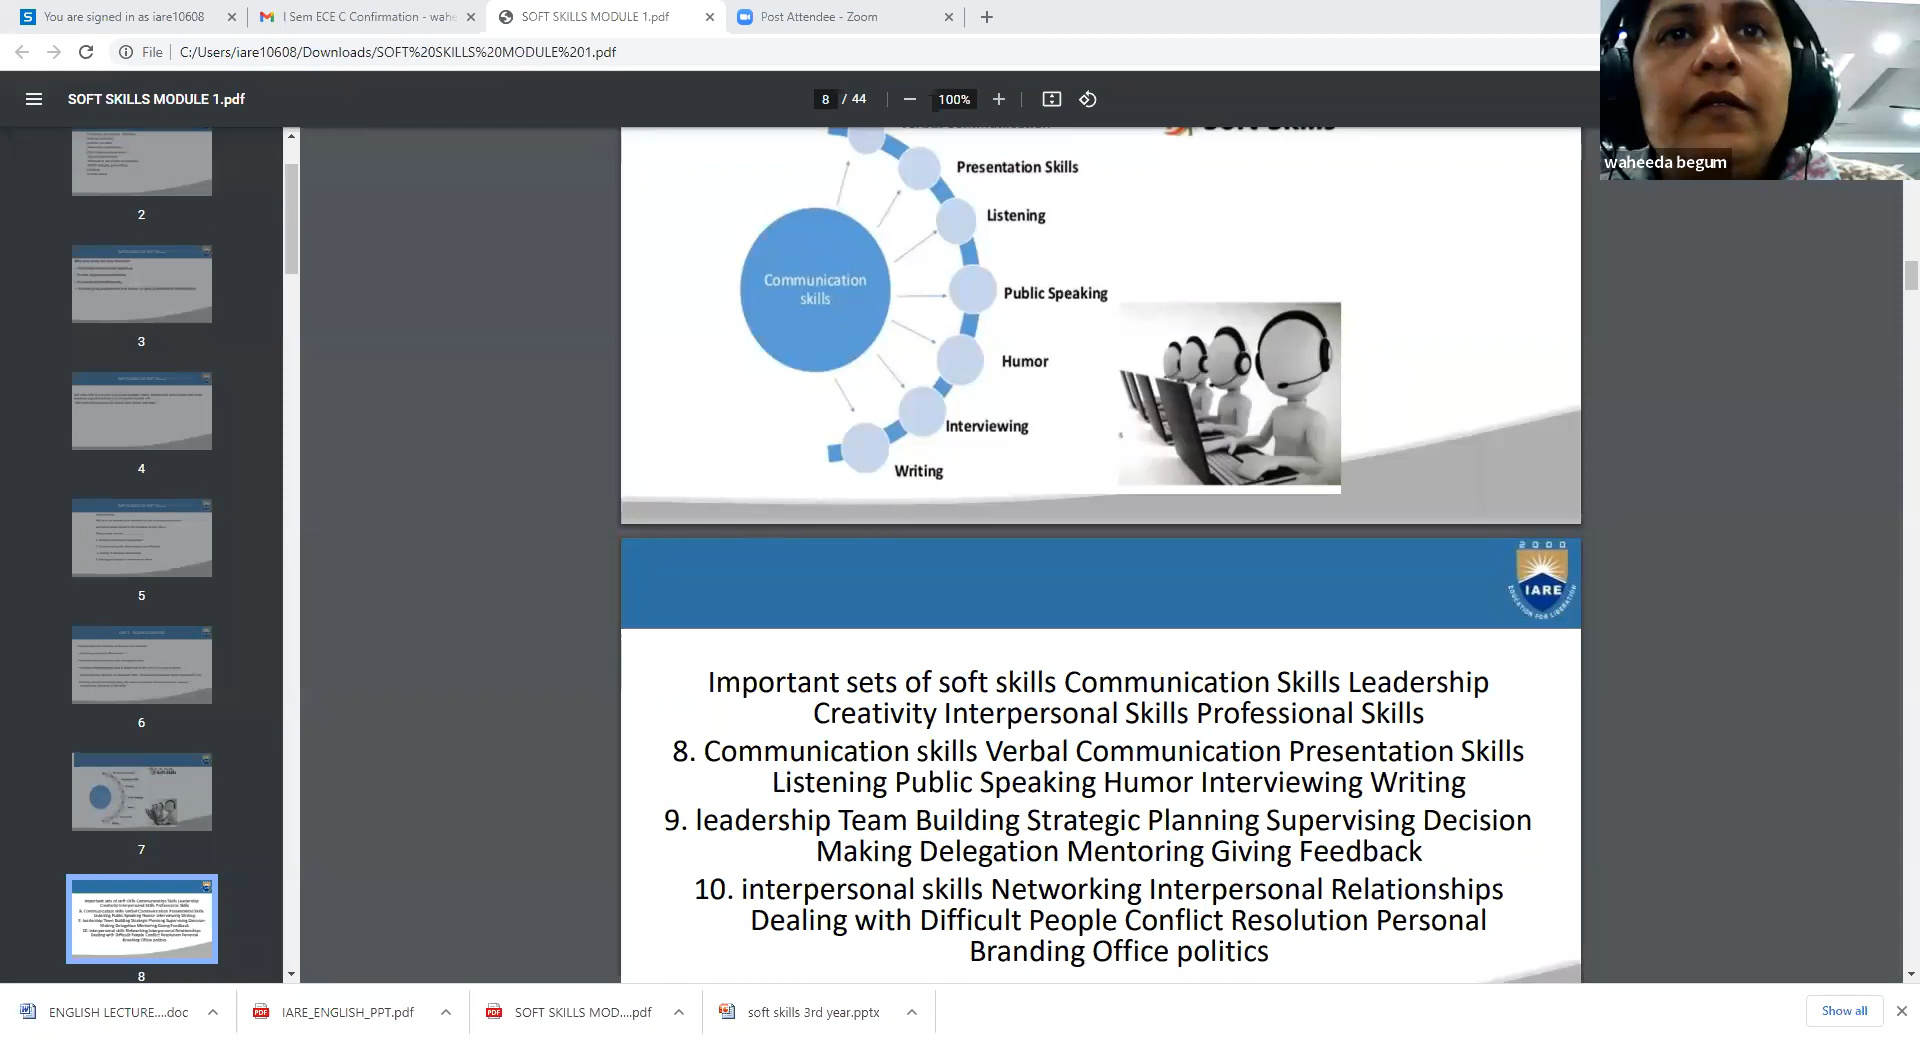 You are signed in as iare10608
I Sem ECE C Confirmation - wahe
SOFT SKILLS MODULE 1.pdf
Post Attendee - Zoom
File
C:/Users/iare10608/Downloads/SOFT%20SKILLS%20MODULE%201.pdf
SOFT SKILLS MODULE 1.pdf
8 / 44
100%
waheeda begum
2
3
4
5
6
7
8
Presentation Skills
Listening
Communication
skills
Public Speaking
Humor
Interviewing
Writing
2000
IARE
EDUCATION FOR LIBERATION
Important sets of soft skills Communication Skills Leadership
Creativity Interpersonal Skills Professional Skills
8. Communication skills Verbal Communication Presentation Skills
Listening Public Speaking Humor Interviewing Writing
9. leadership Team Building Strategic Planning Supervising Decision
Making Delegation Mentoring Giving Feedback
10. interpersonal skills Networking Interpersonal Relationships
Dealing with Difficult People Conflict Resolution Personal
Branding Office politics
ENGLISH LECTURE....doc
IARE_ENGLISH_PPT.pdf
SOFT SKILLS MOD....pdf
soft skills 3rd year.pptx
Show all